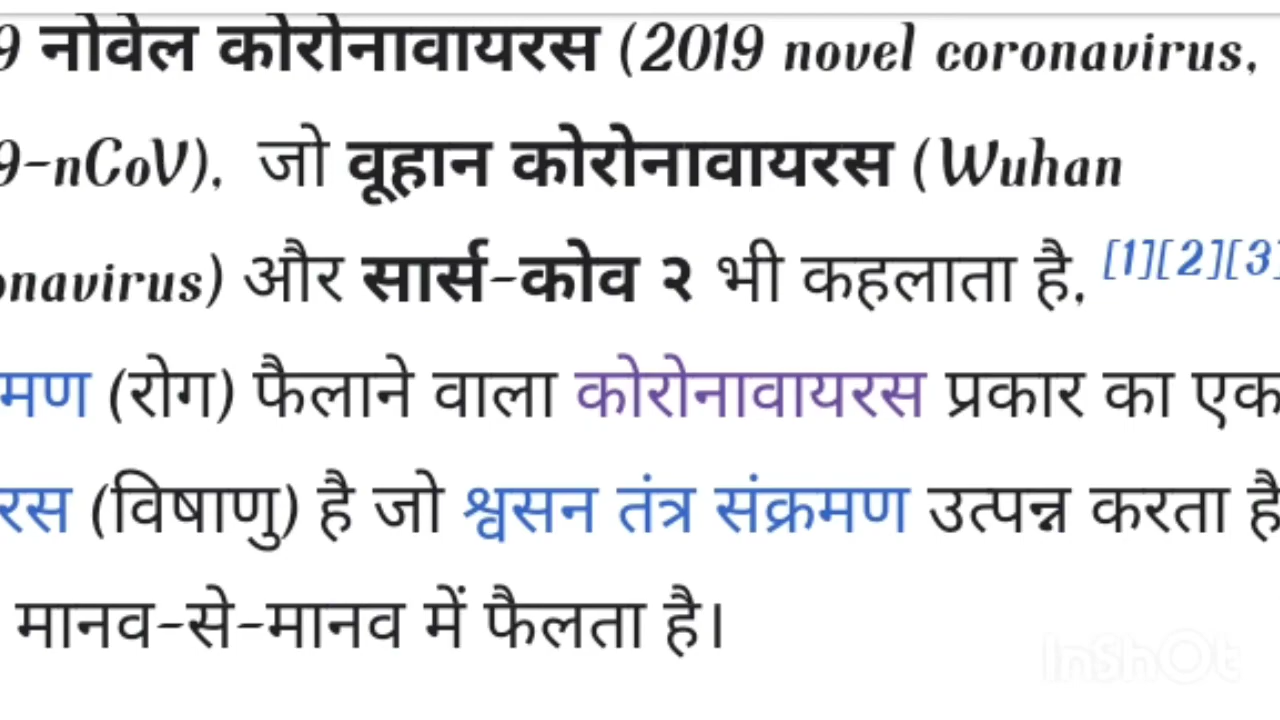 9 नोवेल कोरोनावायरस (2019 novel coronavirus,
9-nCoV), जो वूहान कोरोनावायरस (Wuhan
onavirus) और सार्स-कोव २ भी कहलाता है, [1][2][3]
मण (रोग) फैलाने वाला कोरोनावायरस प्रकार का एक
रस (विषाणु) है जो श्वसन तंत्र संक्रमण उत्पन्न करता है
मानव-से-मानव में फैलता है।
InShOt